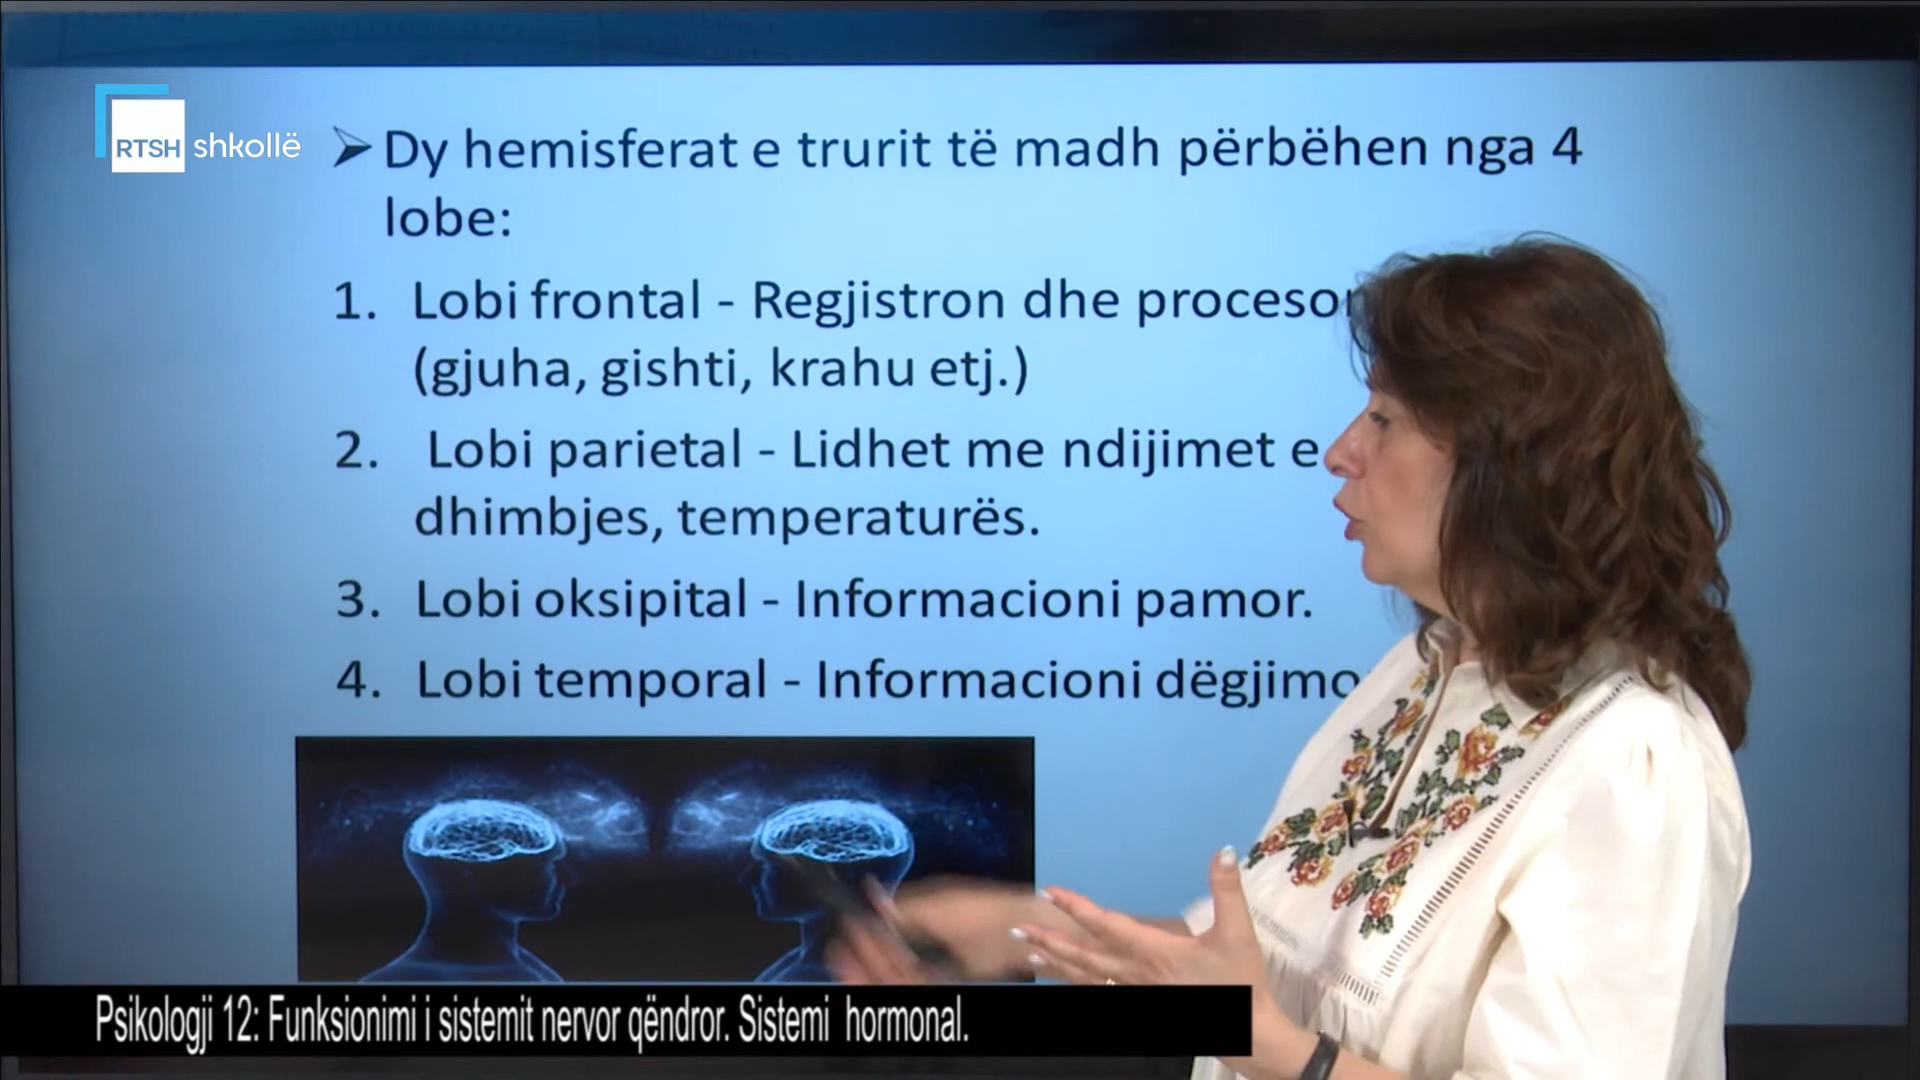 RTSH shkollë
Dy hemisferat e trurit të madh përbëhen nga 4
lobe:
1. Lobi frontal - Regjistron dhe
(gjuha, gishti, krahu etj.)
2. Lobi parietal - Lidhet me ndijimet e
dhimbjes, temperaturës.
3. Lobi oksipital - Informacioni pamor.
4. Lobi temporal - Informacioni
Psikologji 12: Funksionimi i sistemit nervor qëndror. Sistemi hormonal.